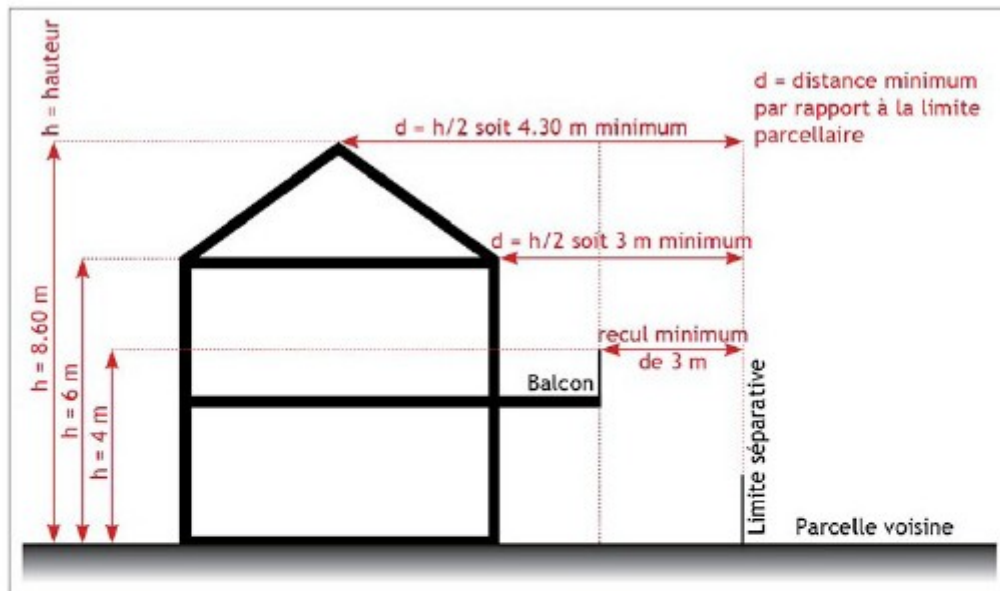 h = hauteur
d = distance minimum
par rapport à la limite
parcellaire
d = h/2 soit 4.30 m minimum
d = h/2 soit 3 m minimum
recul minimum
de 3 m
Balcon
h = 8.60 m
h = 6 m
h = 4 m
Limite séparative
Parcelle voisine